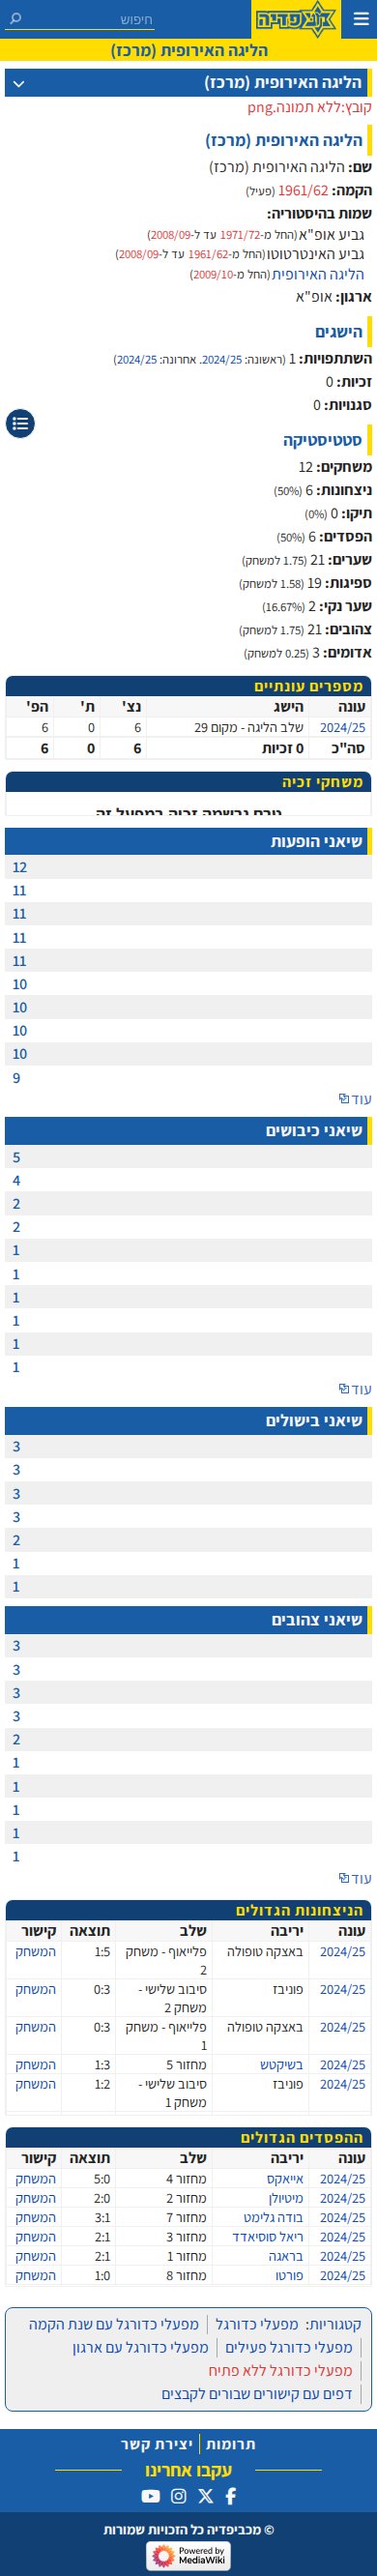 חיפוש
מכביפדיה
הליגה האירופית (מרכז)
הליגה האירופית (מרכז)
קובץ:ללא תמונה.png
הליגה האירופית (מרכז)
שם: הליגה האירופית (מרכז)
הקמה: 1961/62 (פעיל)
שמות בהיסטוריה:
גביע אופ"א (החל מ-1971/72 עד ל-2008/09)
גביע האינטרטוטו (החל מ-1961/62 עד ל-2008/09)
הליגה האירופית (החל מ-2009/10)
ארגון: אופ"א
הישגים
השתתפויות: 1 (ראשונה: 2024/25. אחרונה: 2024/25)
זכיות: 0
סגנויות: 0
סטטיסטיקה
משחקים: 12
ניצחונות: 6 (50%)
תיקו: 0 (0%)
הפסדים: 6 (50%)
שערים: 21 (1.75 למשחק)
ספיגות: 19 (1.58 למשחק)
שער נקי: 2 (16.67%)
צהובים: 21 (1.75 למשחק)
אדומים: 3 (0.25 למשחק)
מספרים עונתיים
עונה הישג נצ' ת' הפ'
2024/25 שלב הליגה - מקום 29 6 0 6
סה"כ 0 זכיות 6 0 6
משחקי זכיה
טרם נרשמה זכיה במפעל זה
שיאני הופעות
12
11
11
11
11
10
10
10
10
9
עוד
שיאני כיבושים
5
4
2
2
1
1
1
1
1
1
עוד
שיאני בישולים
3
3
3
3
2
1
1
שיאני צהובים
3
3
3
3
2
1
1
1
1
1
עוד
הניצחונות הגדולים
עונה יריבה שלב תוצאה קישור
2024/25 באצקה טופולה פלייאוף - משחק 2 1:5 המשחק
2024/25 פוניבז סיבוב שלישי - משחק 2 0:3 המשחק
2024/25 באצקה טופולה פלייאוף - משחק 1 0:3 המשחק
2024/25 בשיקטש מחזור 5 1:3 המשחק
2024/25 פוניבז סיבוב שלישי - משחק 1 1:2 המשחק
ההפסדים הגדולים
עונה יריבה שלב תוצאה קישור
2024/25 אייאקס מחזור 4 5:0 המשחק
2024/25 מיטיולן מחזור 2 2:0 המשחק
2024/25 בודה גלימט מחזור 7 3:1 המשחק
2024/25 ריאל סוסיאדד מחזור 3 2:1 המשחק
2024/25 בראגה מחזור 1 2:1 המשחק
2024/25 פורטו מחזור 8 1:0 המשחק
קטגוריות: מפעלי כדורגל | מפעלי כדורגל עם שנת הקמה
מפעלי כדורגל פעילים | מפעלי כדורגל עם ארגון
מפעלי כדורגל ללא פתיח
דפים עם קישורים שבורים לקבצים
תרומות | יצירת קשר
עקבו אחרינו
© מכביפדיה כל הזכויות שמורות
Powered by
MediaWiki